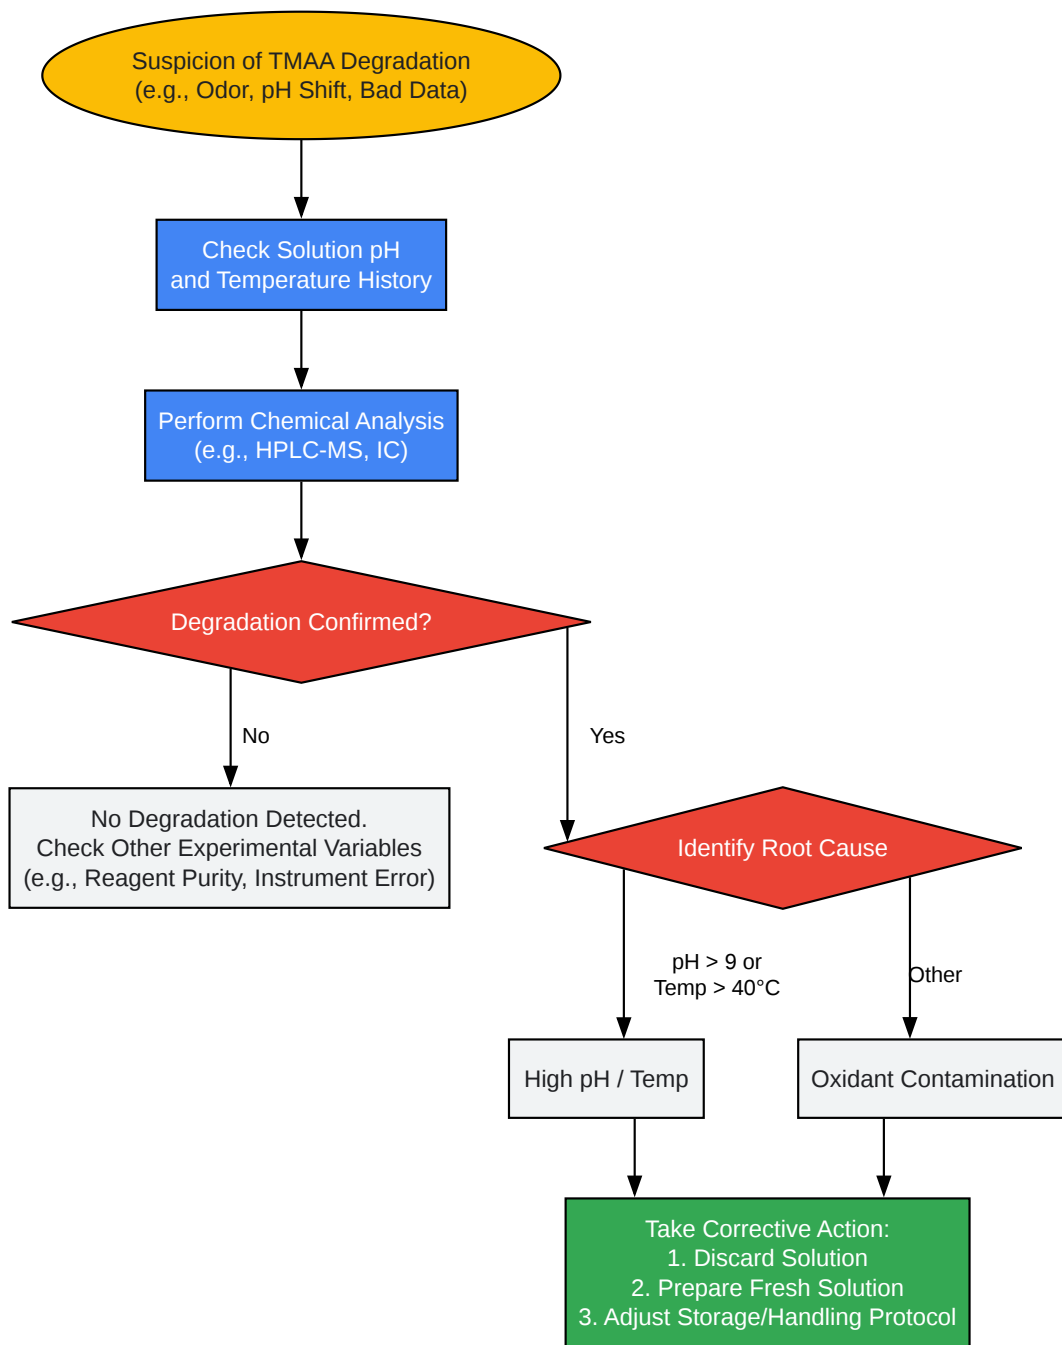 Suspicion of TMAA Degradation
(e.g., Odor, pH Shift, Bad Data)
Check Solution pH
and Temperature History
Perform Chemical Analysis
(e.g., HPLC-MS, IC)
Degradation Confirmed?
No
Yes
No Degradation Detected.
Check Other Experimental Variables
(e.g., Reagent Purity, Instrument Error)
Identify Root Cause
pH > 9 or
Temp > 40°C
Other
High pH / Temp
Oxidant Contamination
Take Corrective Action:
1. Discard Solution
2. Prepare Fresh Solution
3. Adjust Storage/Handling Protocol